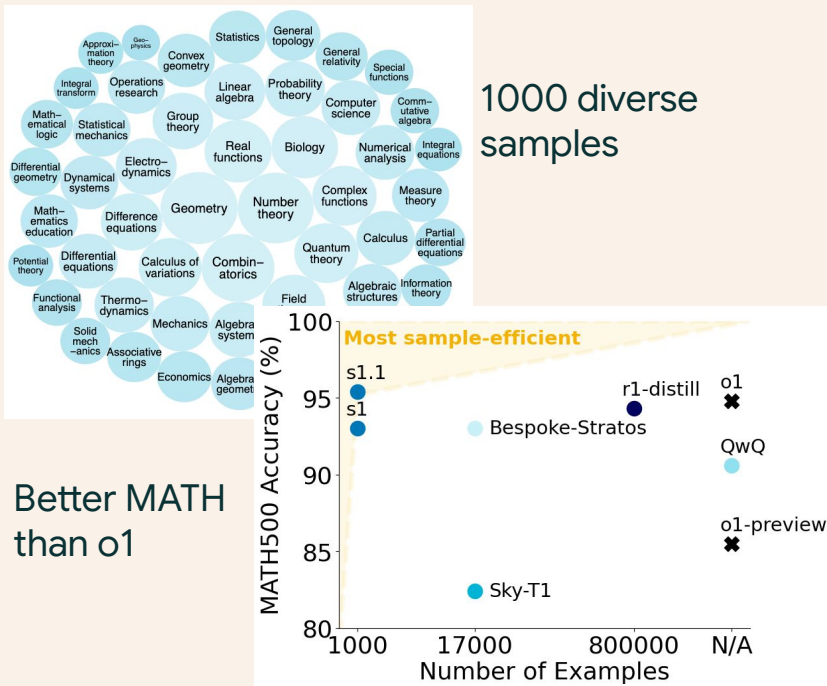 Statistics
General
topology
Geo–
physics
Approxi–
mation
theory
Convex
geometry
General
relativity
Special
functions
Integral
transform
Operations
research
Linear
algebra
Probability
theory
Computer
science
Comm–
utative
algebra
Math–
ematical
logic
Statistical
mechanics
Group
theory
Real
functions
Biology
Numerical
analysis
Integral
equations
Differential
geometry
Dynamical
systems
Electro–
dynamics
Geometry
Number
theory
Complex
functions
Measure
theory
Math–
ematics
education
Difference
equations
Quantum
theory
Calculus
Partial
differential
equations
Potential
theory
Differential
equations
Calculus of
variations
Combin–
atorics
Algebraic
structures
Information
theory
Functional
analysis
Thermo–
dynamics
Field
Solid
mech
–anics
Associative
rings
Mechanics
Algebra
system
Economics
Algebra
geomet
1000 diverse
samples
Better MATH
than o1
Most sample-efficient
MATH500 Accuracy (%)
100
95
90
85
80
s1.1
s1
Bespoke-Stratos
r1-distill
o1
QwQ
o1-preview
Sky-T1
1000
17000
800000
N/A
Number of Examples